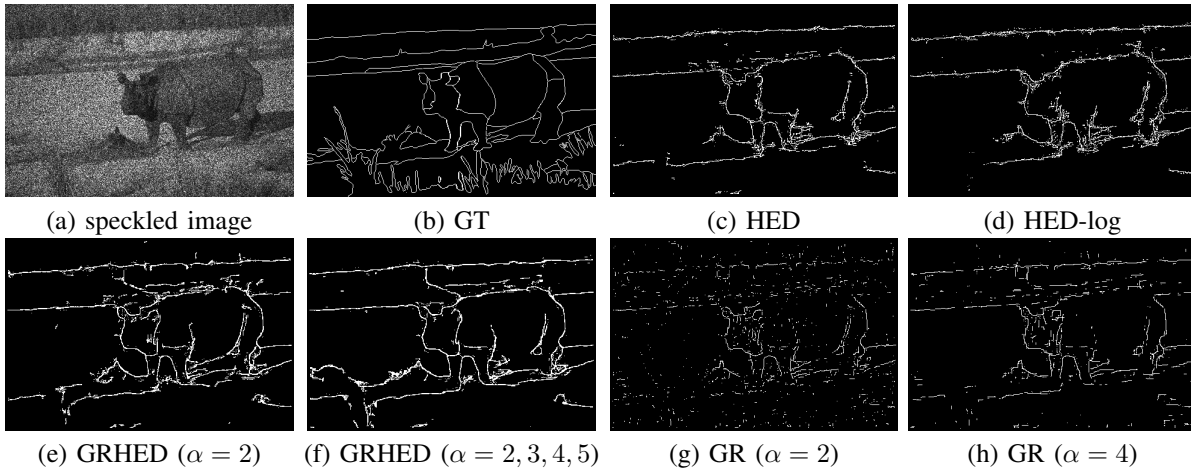 (a) speckled image
(b) GT
(c) HED
(d) HED-log
(e) GRHED (α = 2)
(f) GRHED (α = 2, 3, 4, 5)
(g) GR (α = 2)
(h) GR (α = 4)